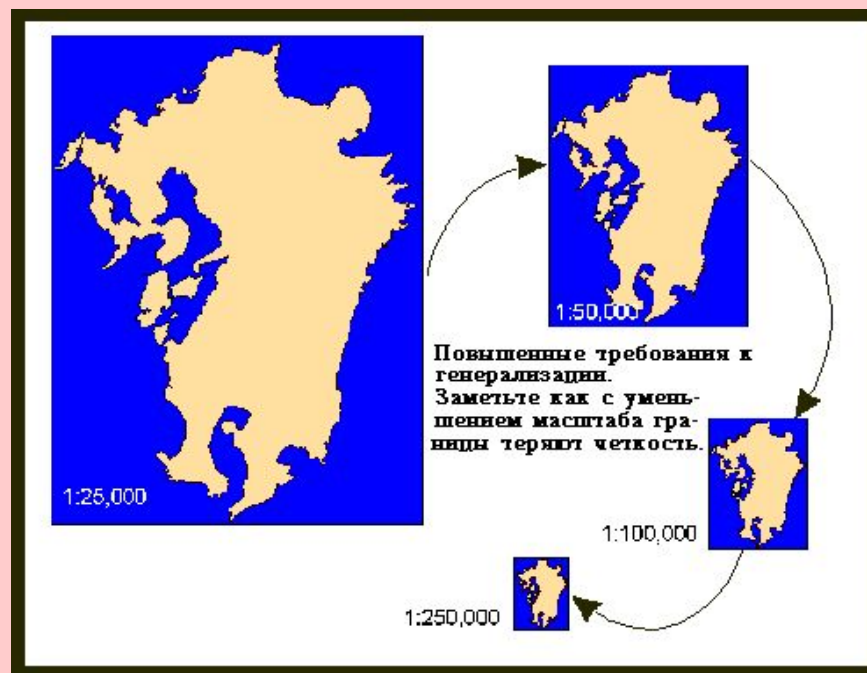 1:25,000
1:50,000
Повышенные требования к
генерализации.
Заметьте как с умень-
шением масштаба гра-
ницы теряют четкость.
1:100,000
1:250,000